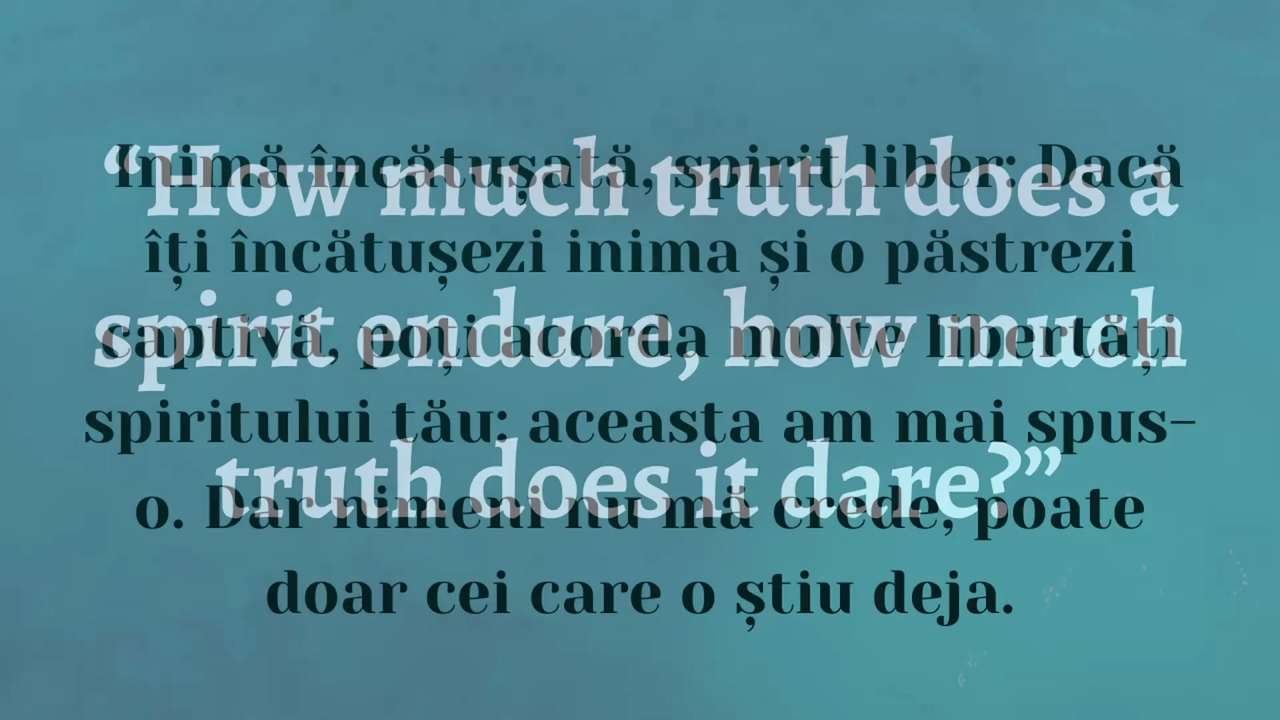 “How much truth does a
spirit endure, how much
truth does it dare?”
Inimă încătușată, spirit liber: Dacă
îți încătușezi inima și o păstrezi
captivă, poți acorda multe libertăți
spiritului tău: aceasta am mai spus-
o. Dar nimeni nu mă crede, poate
doar cei care o știu deja.